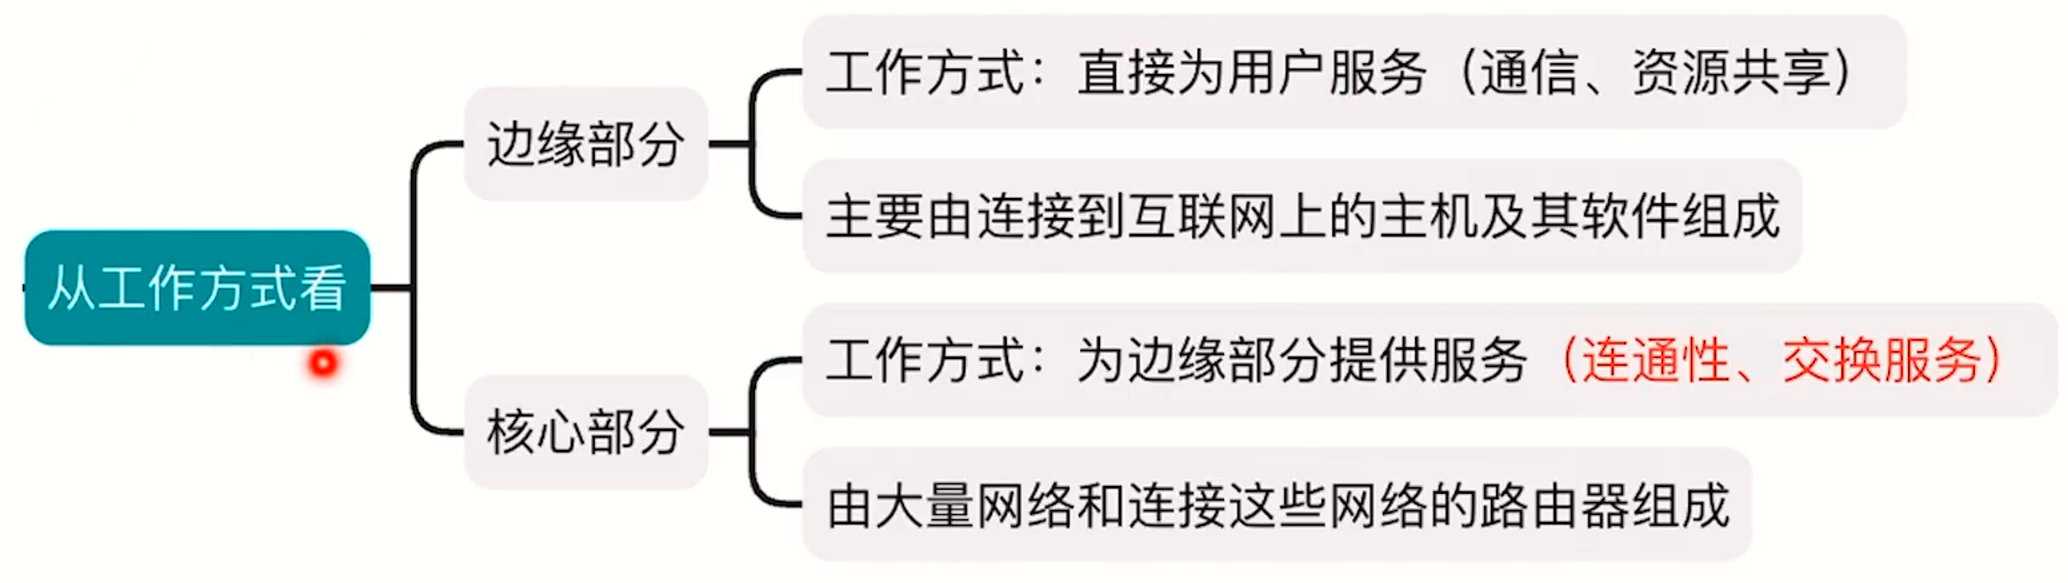 从工作方式看
边缘部分
工作方式：直接为用户服务（通信、资源共享）
主要由连接到互联网上的主机及其软件组成
核心部分
工作方式：为边缘部分提供服务（连通性、交换服务）
由大量网络和连接这些网络的路由器组成